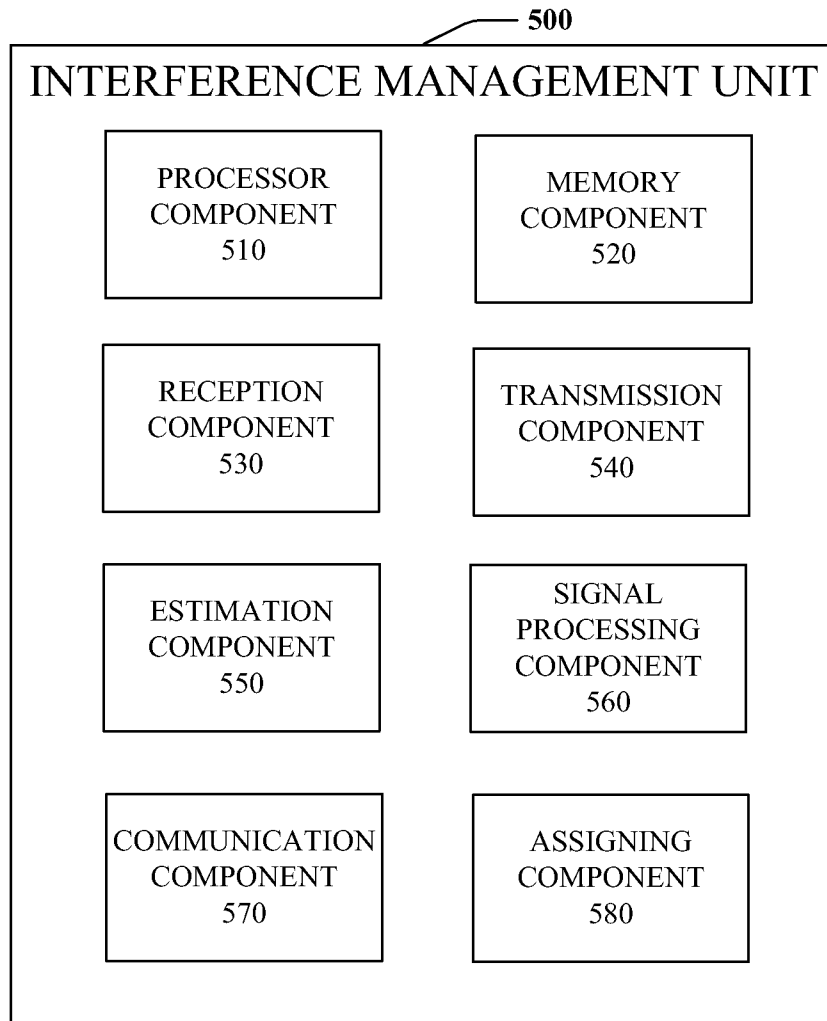 500
INTERFERENCE MANAGEMENT UNIT
PROCESSOR
COMPONENT
510
MEMORY
COMPONENT
520
RECEPTION
COMPONENT
530
TRANSMISSION
COMPONENT
540
ESTIMATION
COMPONENT
550
SIGNAL
PROCESSING
COMPONENT
560
COMMUNICATION
COMPONENT
570
ASSIGNING
COMPONENT
580